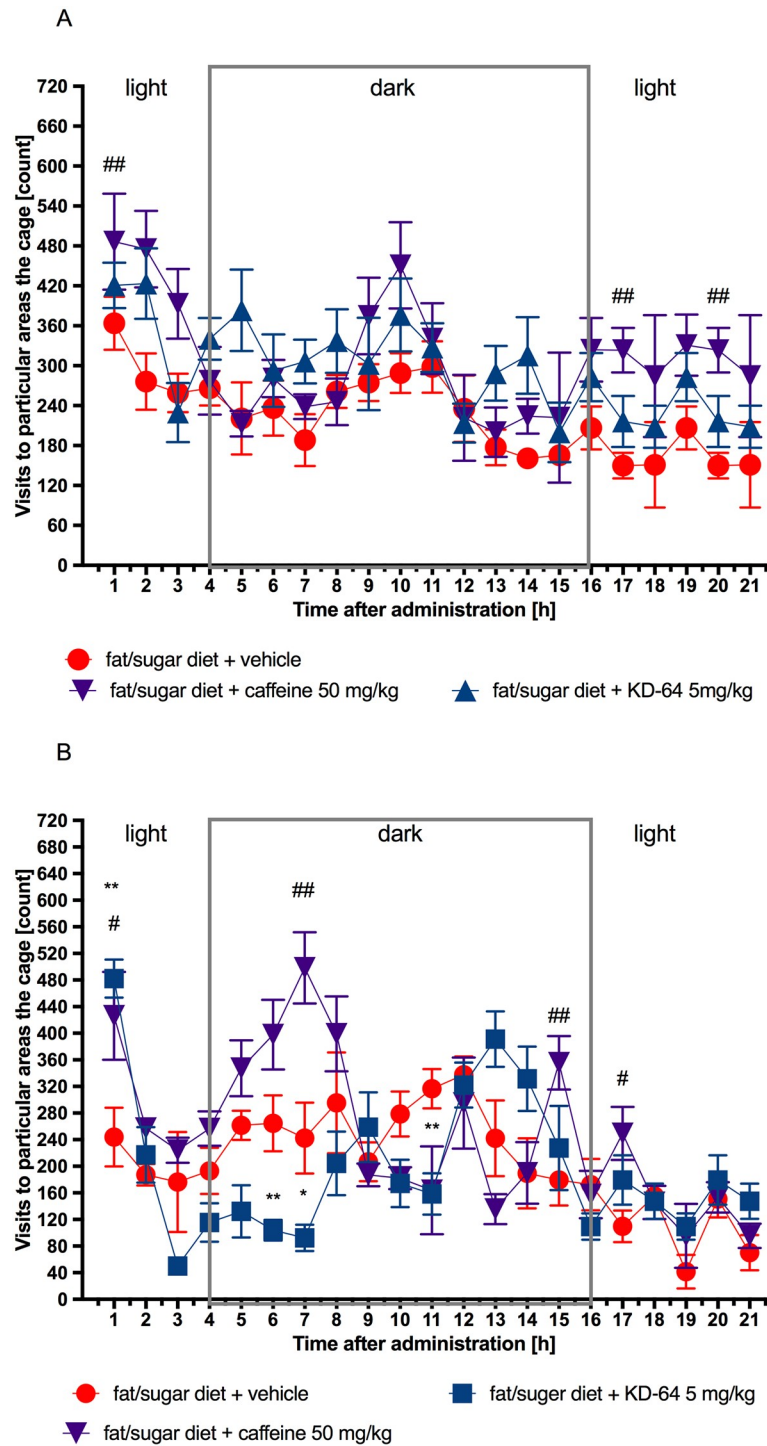 A
light
dark
light
Visits to particular areas the cage [count]
720
660
600
540
480
420
360
300
240
180
120
60
0
##
##
##
1 2 3 4 5 6 7 8 9 10 11 12 13 14 15 16 17 18 19 20 21
Time after administration [h]
fat/sugar diet + vehicle
fat/sugar diet + caffeine 50 mg/kg
fat/sugar diet + KD-64 5mg/kg
B
light
dark
light
Visits to particular areas the cage [count]
720
680
640
600
560
520
480
440
400
360
320
280
240
200
160
120
80
40
0
**
#
##
**
*
**
##
#
1 2 3 4 5 6 7 8 9 10 11 12 13 14 15 16 17 18 19 20 21
Time after administration [h]
fat/sugar diet + vehicle
fat/suger diet + KD-64 5 mg/kg
fat/sugar diet + caffeine 50 mg/kg